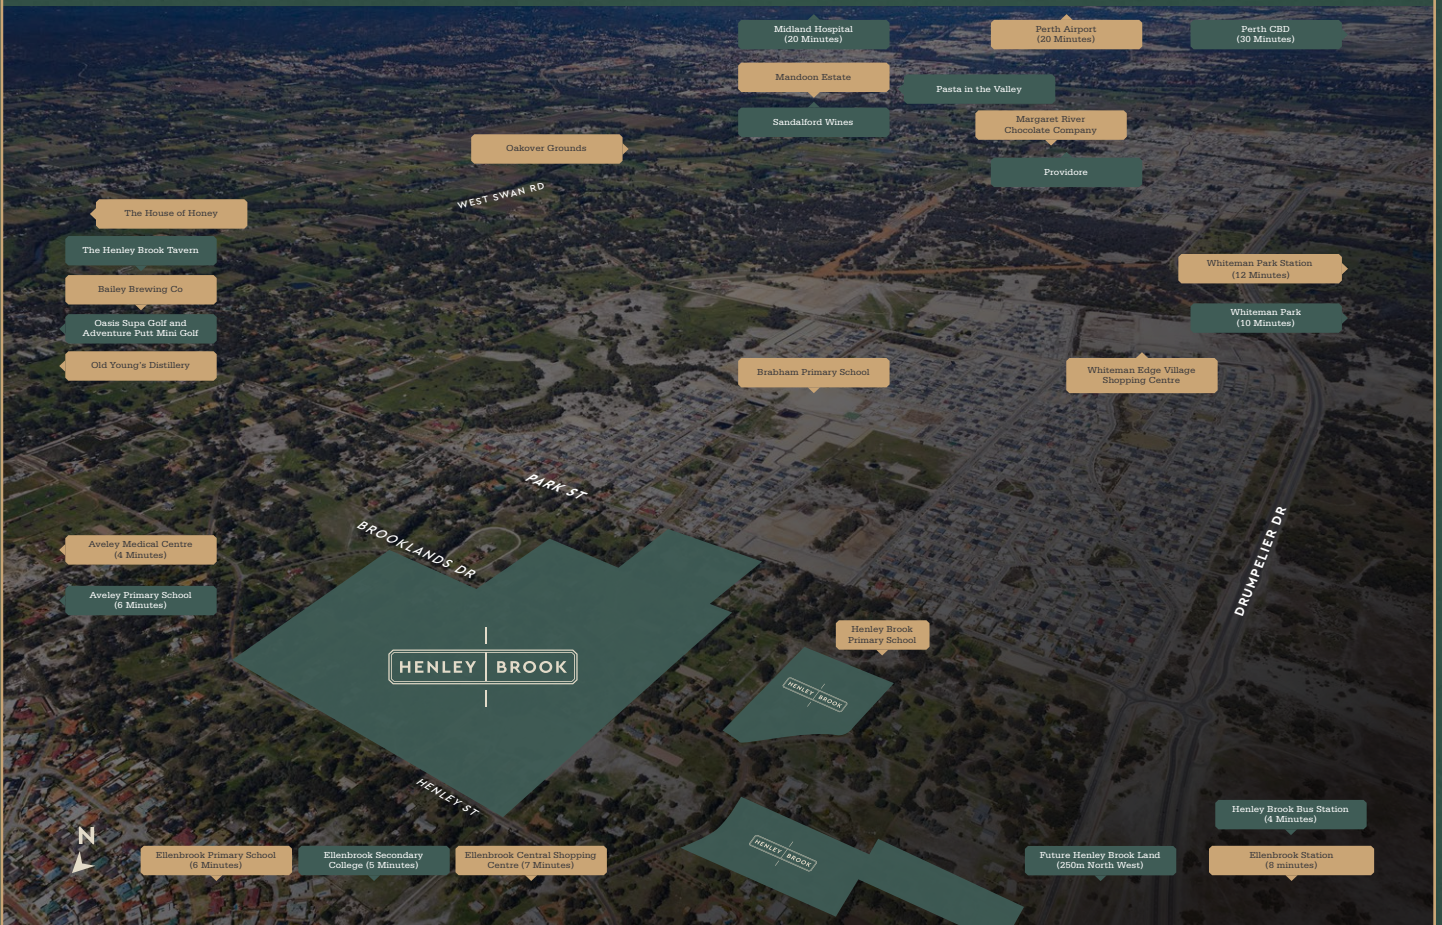 Midland Hospital
(20 Minutes)
Perth Airport
(20 Minutes)
Perth CBD
(30 Minutes)
Mandoon Estate
Pasta in the Valley
Sandalford Wines
Margaret River
Chocolate Company
Oakover Grounds
Providore
WEST SWAN RD
The House of Honey
The Henley Brook Tavern
Bailey Brewing Co
Oasis Supa Golf and
Adventure Putt Mini Golf
Old Young's Distillery
Whiteman Park Station
(12 Minutes)
Whiteman Park
(10 Minutes)
Brabham Primary School
Whiteman Edge Village
Shopping Centre
PARK ST
BROOKLANDS DR
DRUMPELIER DR
Aveley Medical Centre
(4 Minutes)
Aveley Primary School
(6 Minutes)
HENLEY BROOK
Henley Brook
Primary School
HENLEY BROOK
HENLEY ST
HENLEY BROOK
N
Ellenbrook Primary School
(6 Minutes)
Ellenbrook Secondary
College (5 Minutes)
Ellenbrook Central Shopping
Centre (7 Minutes)
Henley Brook Bus Station
(4 Minutes)
Future Henley Brook Land
(250m North West)
Ellenbrook Station
(8 minutes)